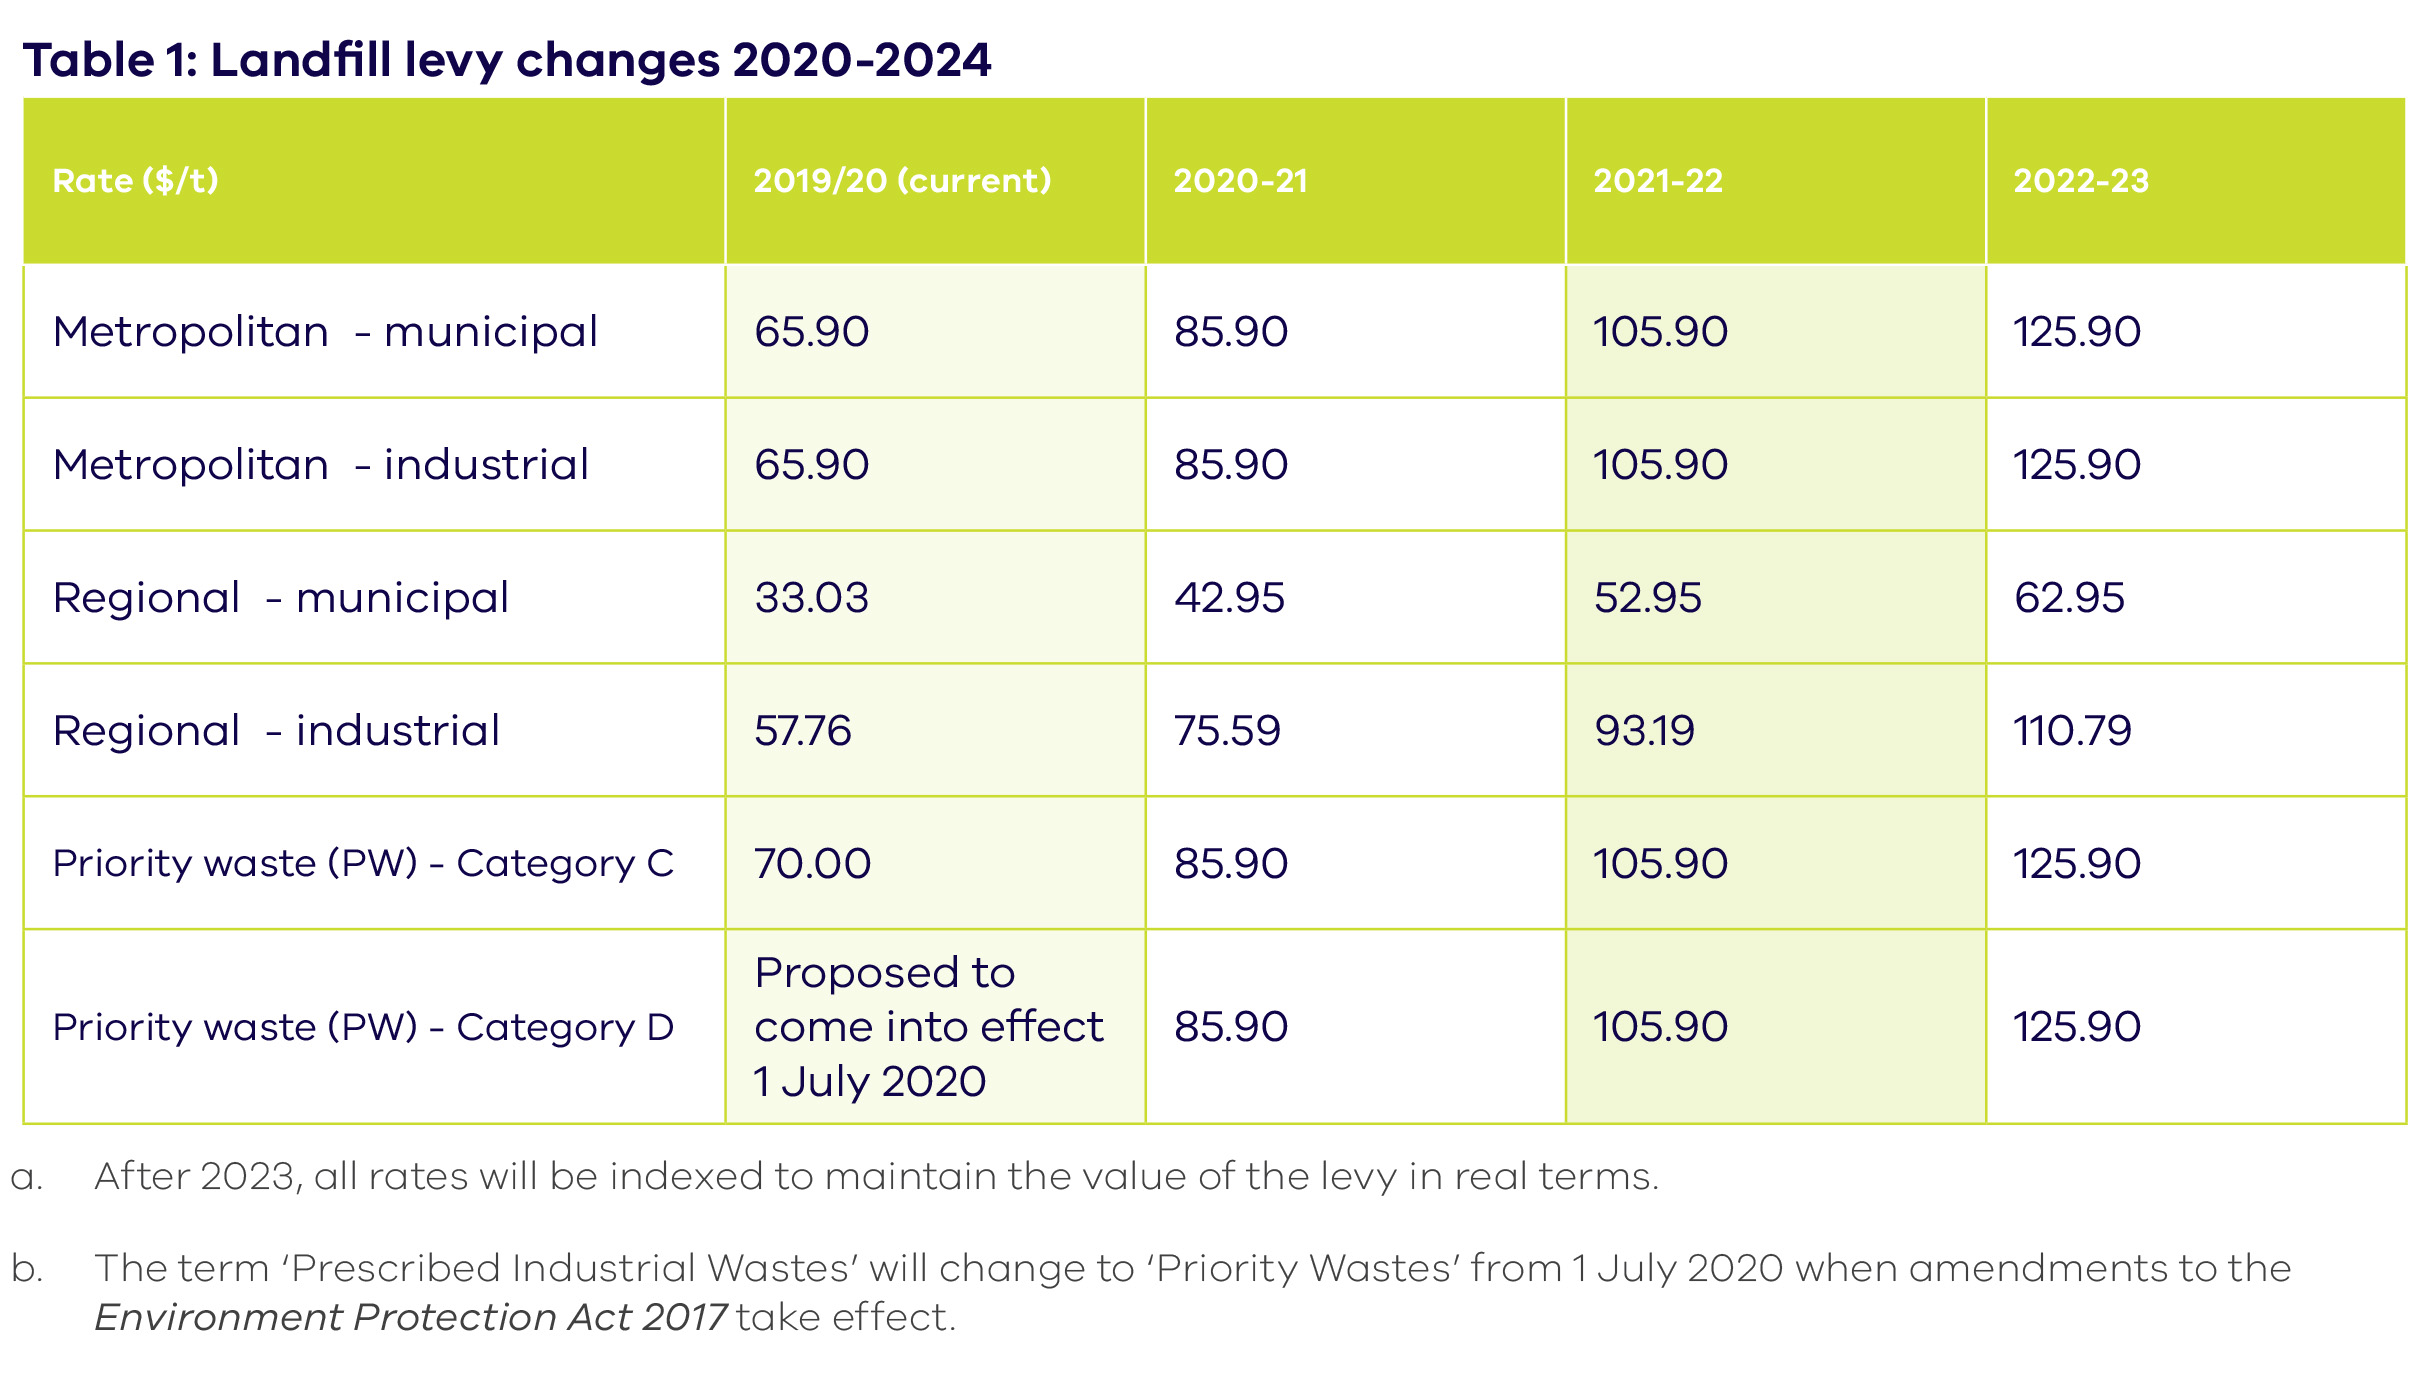 Table 1: Landfill levy changes 2020-2024
Rate ($/t) 2019/20 (current) 2020-21 2021-22 2022-23
Metropolitan - municipal 65.90 85.90 105.90 125.90
Metropolitan - industrial 65.90 85.90 105.90 125.90
Regional - municipal 33.03 42.95 52.95 62.95
Regional - industrial 57.76 75.59 93.19 110.79
Priority waste (PW) - Category C 70.00 85.90 105.90 125.90
Priority waste (PW) - Category D Proposed to
come into effect
1 July 2020 85.90 105.90 125.90
a. After 2023, all rates will be indexed to maintain the value of the levy in real terms.
b. The term ‘Prescribed Industrial Wastes’ will change to ‘Priority Wastes’ from 1 July 2020 when amendments to the
Environment Protection Act 2017 take effect.